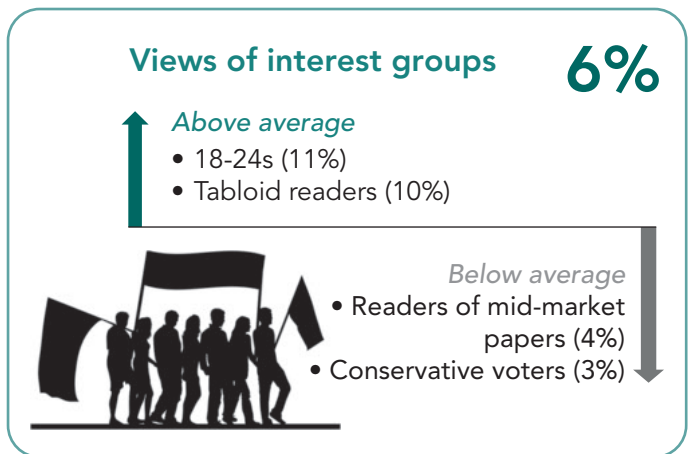 Views of interest groups 6%
Above average
• 18-24s (11%)
• Tabloid readers (10%)
Below average
• Readers of mid-market
papers (4%)
• Conservative voters (3%)